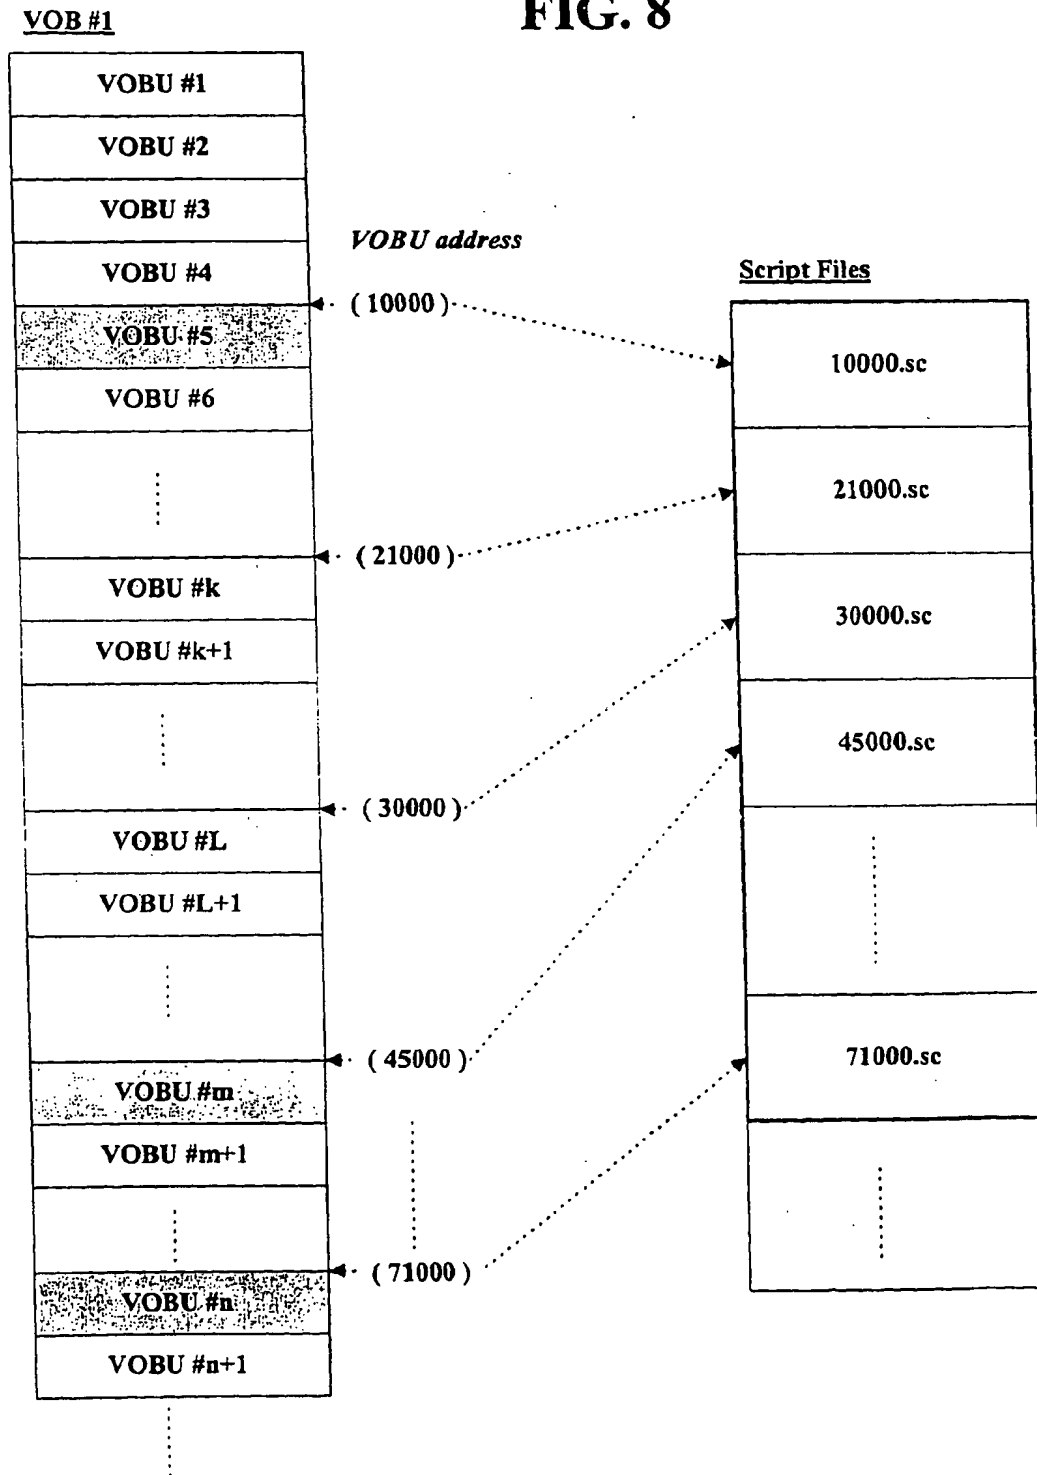 FIG. 8
VOB #1
VOBU #1
VOBU #2
VOBU #3
VOBU #4
VOBU #5
VOBU #6
VOBU #k
VOBU #k+1
VOBU #L
VOBU #L+1
VOBU #m
VOBU #m+1
VOBU #n
VOBU #n+1
VOBU address
( 10000 )
( 21000 )
( 30000 )
( 45000 )
( 71000 )
Script Files
10000.sc
21000.sc
30000.sc
45000.sc
71000.sc